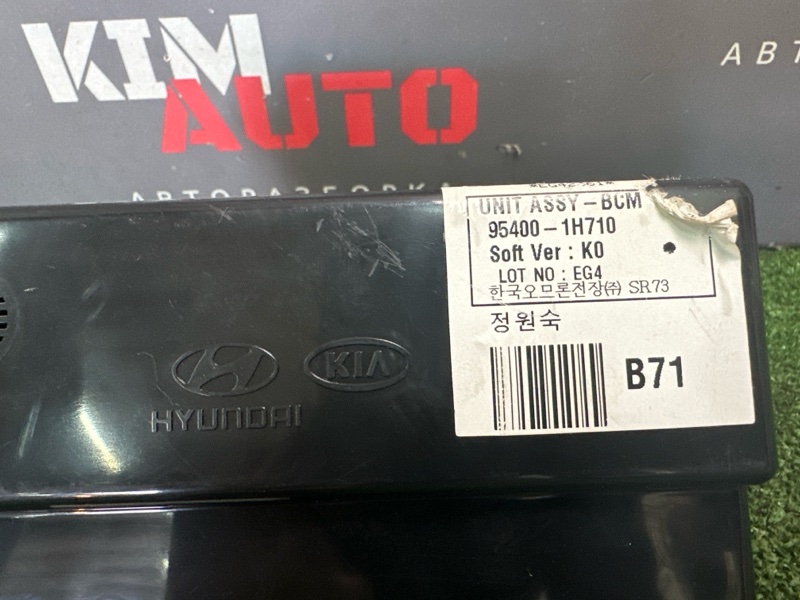 KIM
AUTO
АВТ
АВТОРАЗБОРКА
UNIT ASSY-BCM
95400-1H710
Soft Ver : K0
LOT NO : EG4
한국오므론전장㈜ SR73
정원숙
B71
HYUNDAI
KIA